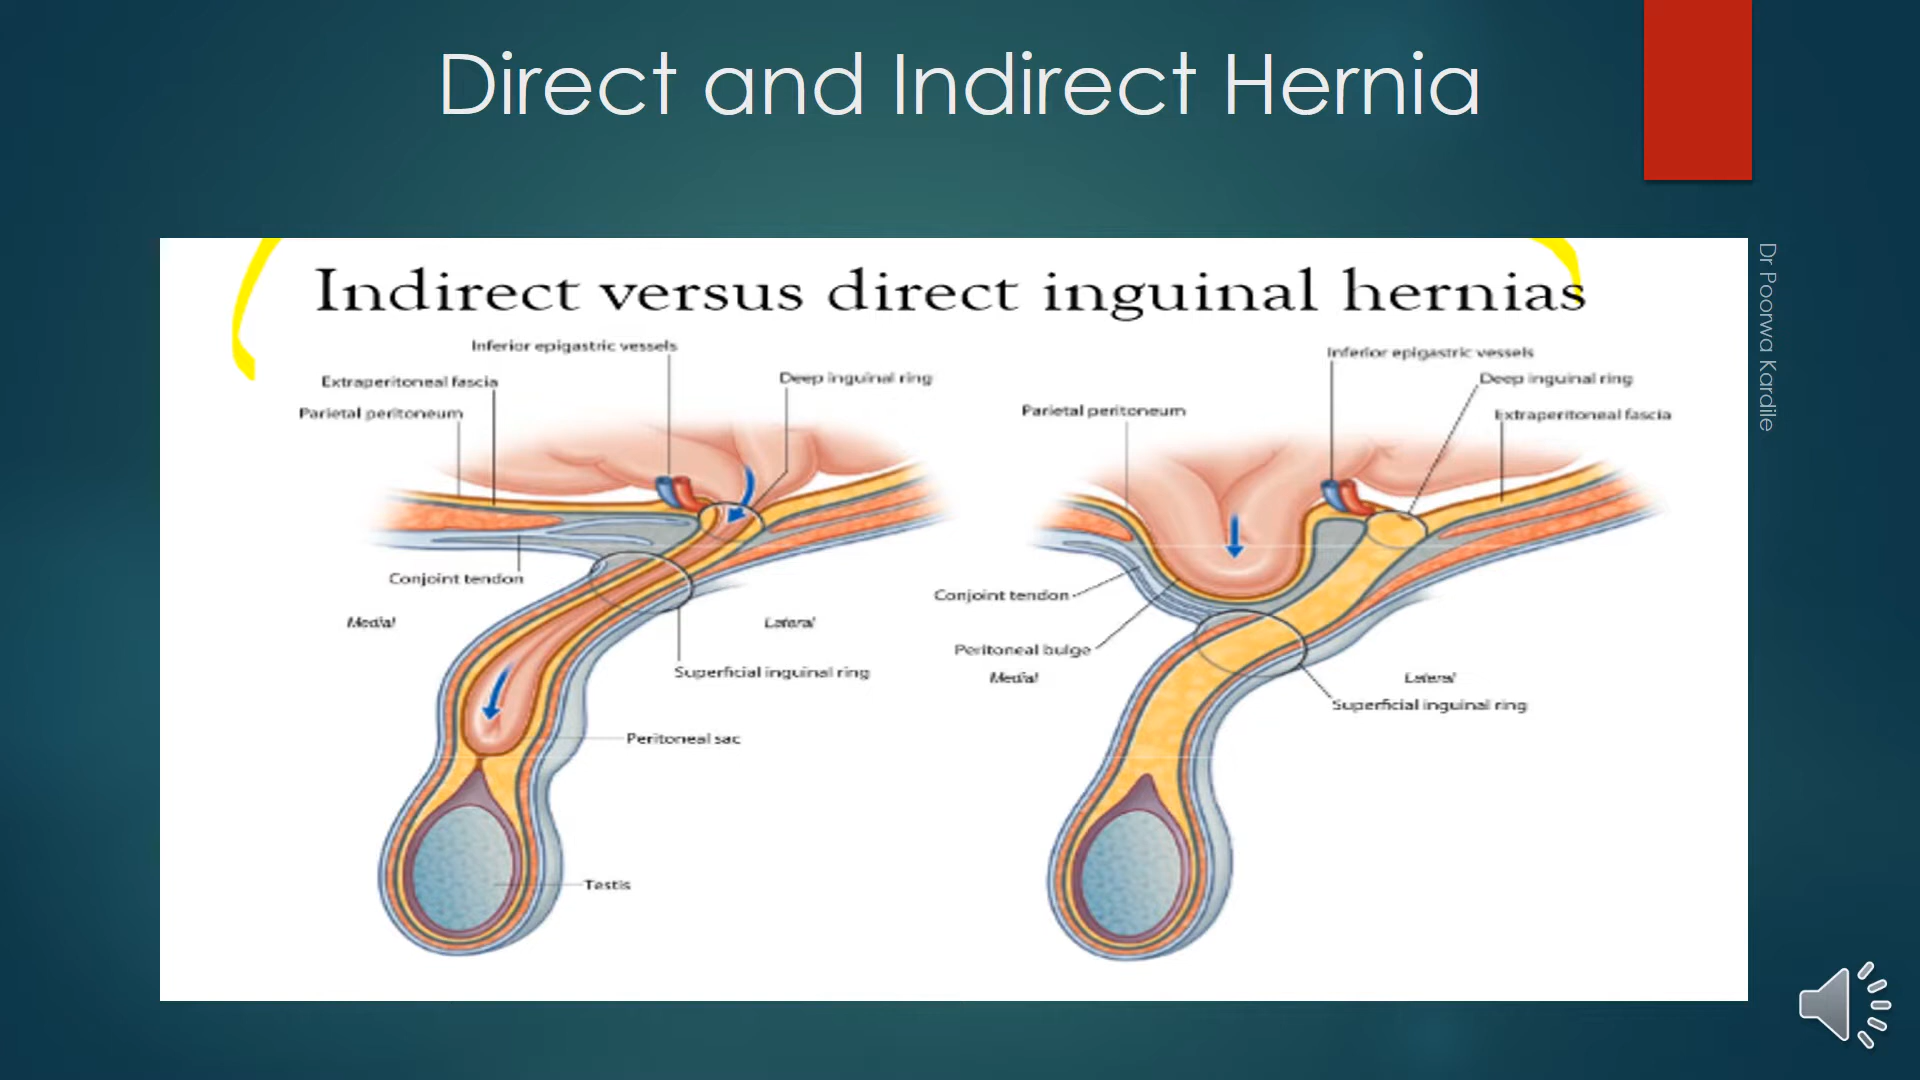 Direct and Indirect Hernia
Dr Poorwa Kardile
Indirect versus direct inguinal hernias
Inferior epigastric vessels
Extraperitoneal fascia
Deep inguinal ring
Parietal peritoneum
Conjoint tendon
Medial
Lateral
Superficial inguinal ring
Peritoneal sac
Testis
Inferior epigastric vessels
Deep inguinal ring
Parietal peritoneum
Extraperitoneal fascia
Conjoint tendon
Peritoneal bulge
Medial
Lateral
Superficial inguinal ring